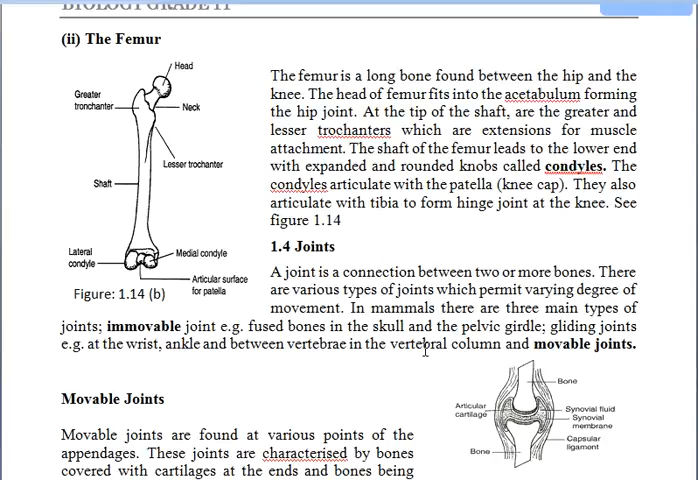 BIOLOGY GRADE 11
(ii) The Femur
Head
Greater
tronchanter
Neck
Lesser trochanter
Shaft
Lateral
condyle
Medial condyle
Articular surface
for patella
Figure: 1.14 (b)
The femur is a long bone found between the hip and the
knee. The head of femur fits into the acetabulum forming
the hip joint. At the tip of the shaft, are the greater and
lesser trochanters which are extensions for muscle
attachment. The shaft of the femur leads to the lower end
with expanded and rounded knobs called condyles. The
condyles articulate with the patella (knee cap). They also
articulate with tibia to form hinge joint at the knee. See
figure 1.14
1.4 Joints
A joint is a connection between two or more bones. There
are various types of joints which permit varying degree of
movement. In mammals there are three main types of
joints; immovable joint e.g. fused bones in the skull and the pelvic girdle; gliding joints
e.g. at the wrist, ankle and between vertebrae in the vertebral column and movable joints.
Movable Joints
Movable joints are found at various points of the
appendages. These joints are characterised by bones
covered with cartilages at the ends and bones being
Bone
Articular
cartilage
Synovial fluid
Synovial
membrane
Capsular
ligament
Bone